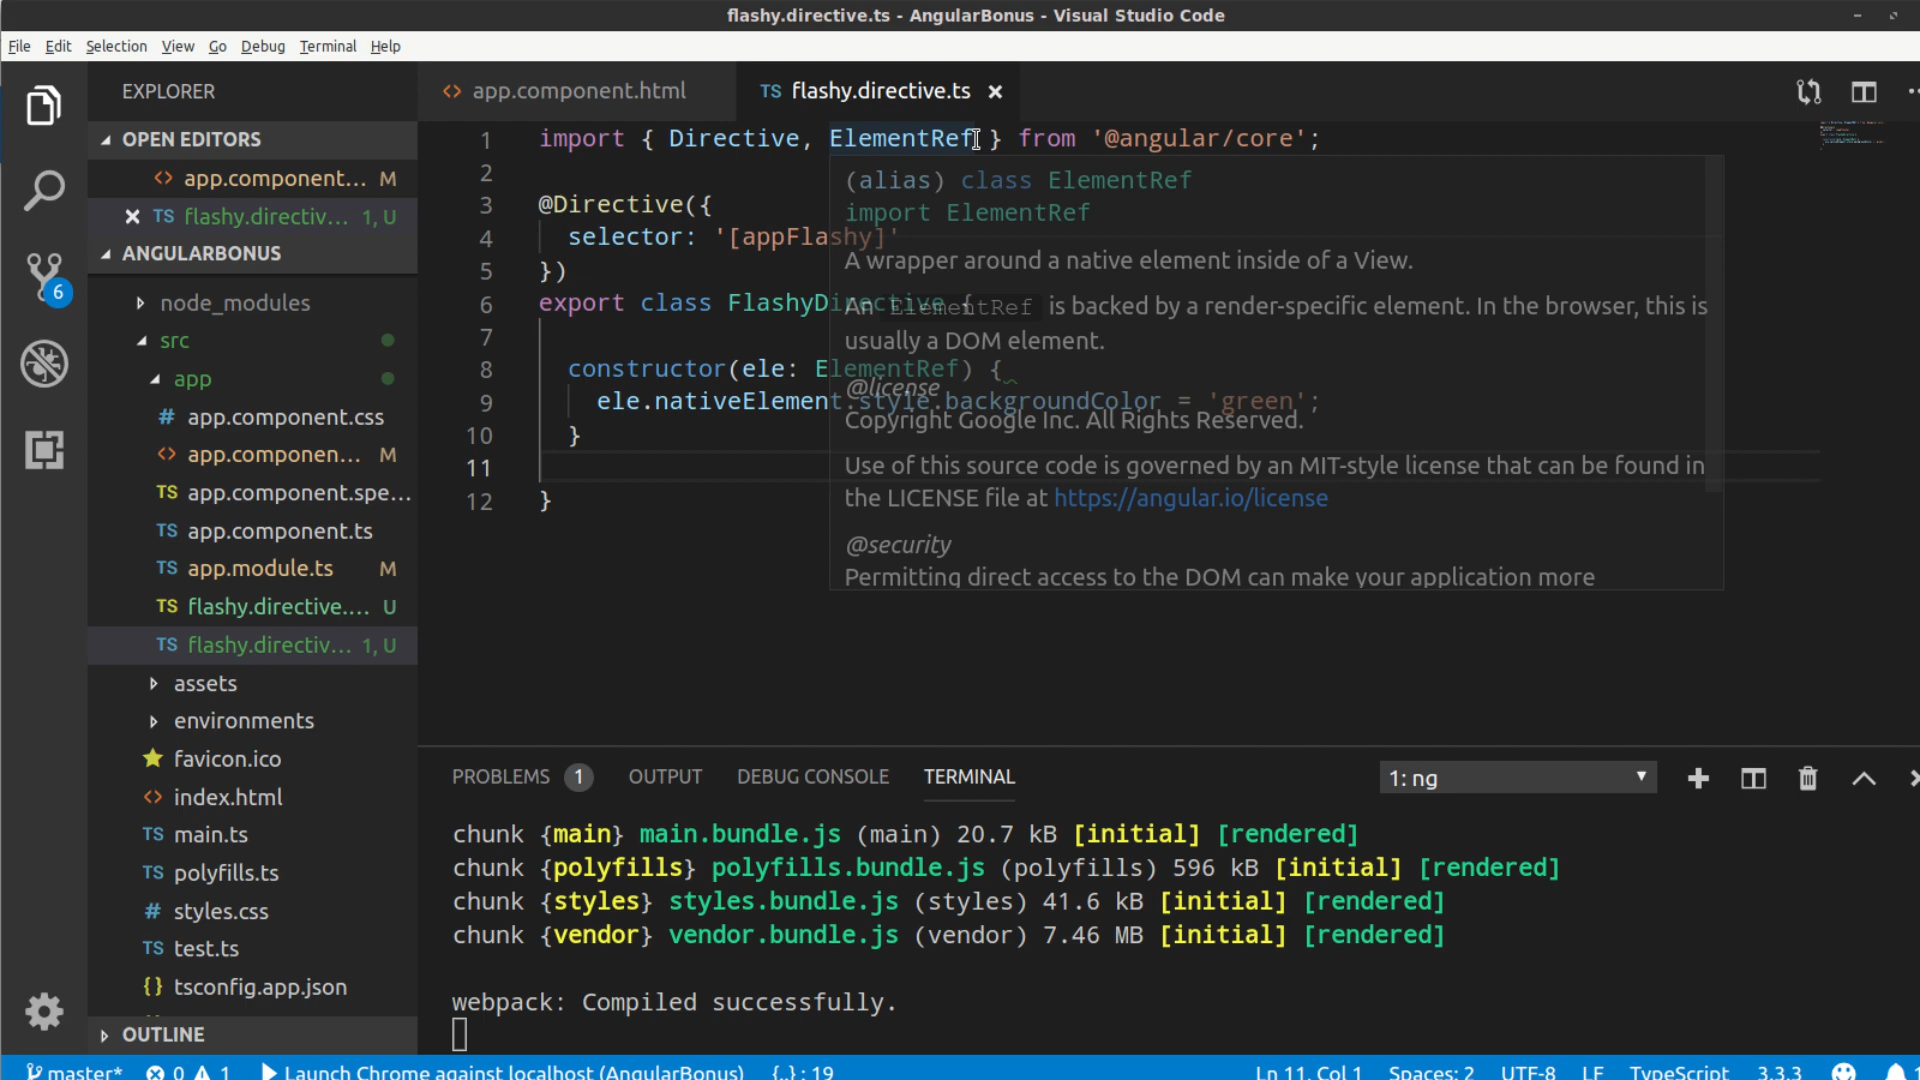 flashy.directive.ts - AngularBonus - Visual Studio Code
File Edit Selection View Go Debug Terminal Help
EXPLORER
OPEN EDITORS
app.component... M
flashy.directiv... 1, U
ANGULARBONUS
node_modules
src
app
app.component.css
app.componen... M
app.component.spe...
app.component.ts
app.module.ts M
flashy.directive.... U
flashy.directiv... 1, U
assets
environments
favicon.ico
index.html
main.ts
polyfills.ts
styles.css
test.ts
tsconfig.app.json
OUTLINE
app.component.html
TS flashy.directive.ts
1 import { Directive, ElementRef } from '@angular/core';
2
3 @Directive({
4 selector: '[appFlashy]'
5 })
6 export class FlashyDirective {
7
8 constructor(ele: ElementRef) {
9 ele.nativeElement.style.backgroundColor = 'green';
10 }
11
12 }
(alias) class ElementRef
import ElementRef
A wrapper around a native element inside of a View.
An ElementRef is backed by a render-specific element. In the browser, this is
usually a DOM element.
@license
Copyright Google Inc. All Rights Reserved.
Use of this source code is governed by an MIT-style license that can be found in
the LICENSE file at https://angular.io/license
@security
Permitting direct access to the DOM can make your application more
PROBLEMS 1 OUTPUT DEBUG CONSOLE TERMINAL
1: ng
chunk {main} main.bundle.js (main) 20.7 kB [initial] [rendered]
chunk {polyfills} polyfills.bundle.js (polyfills) 596 kB [initial] [rendered]
chunk {styles} styles.bundle.js (styles) 41.6 kB [initial] [rendered]
chunk {vendor} vendor.bundle.js (vendor) 7.46 MB [initial] [rendered]
webpack: Compiled successfully.
6
master* 0 1 Launch Chrome against localhost (AngularBonus) {..} : 19
Ln 11, Col 1 Spaces: 2 UTF-8 LF TypeScript 3.3.3 1